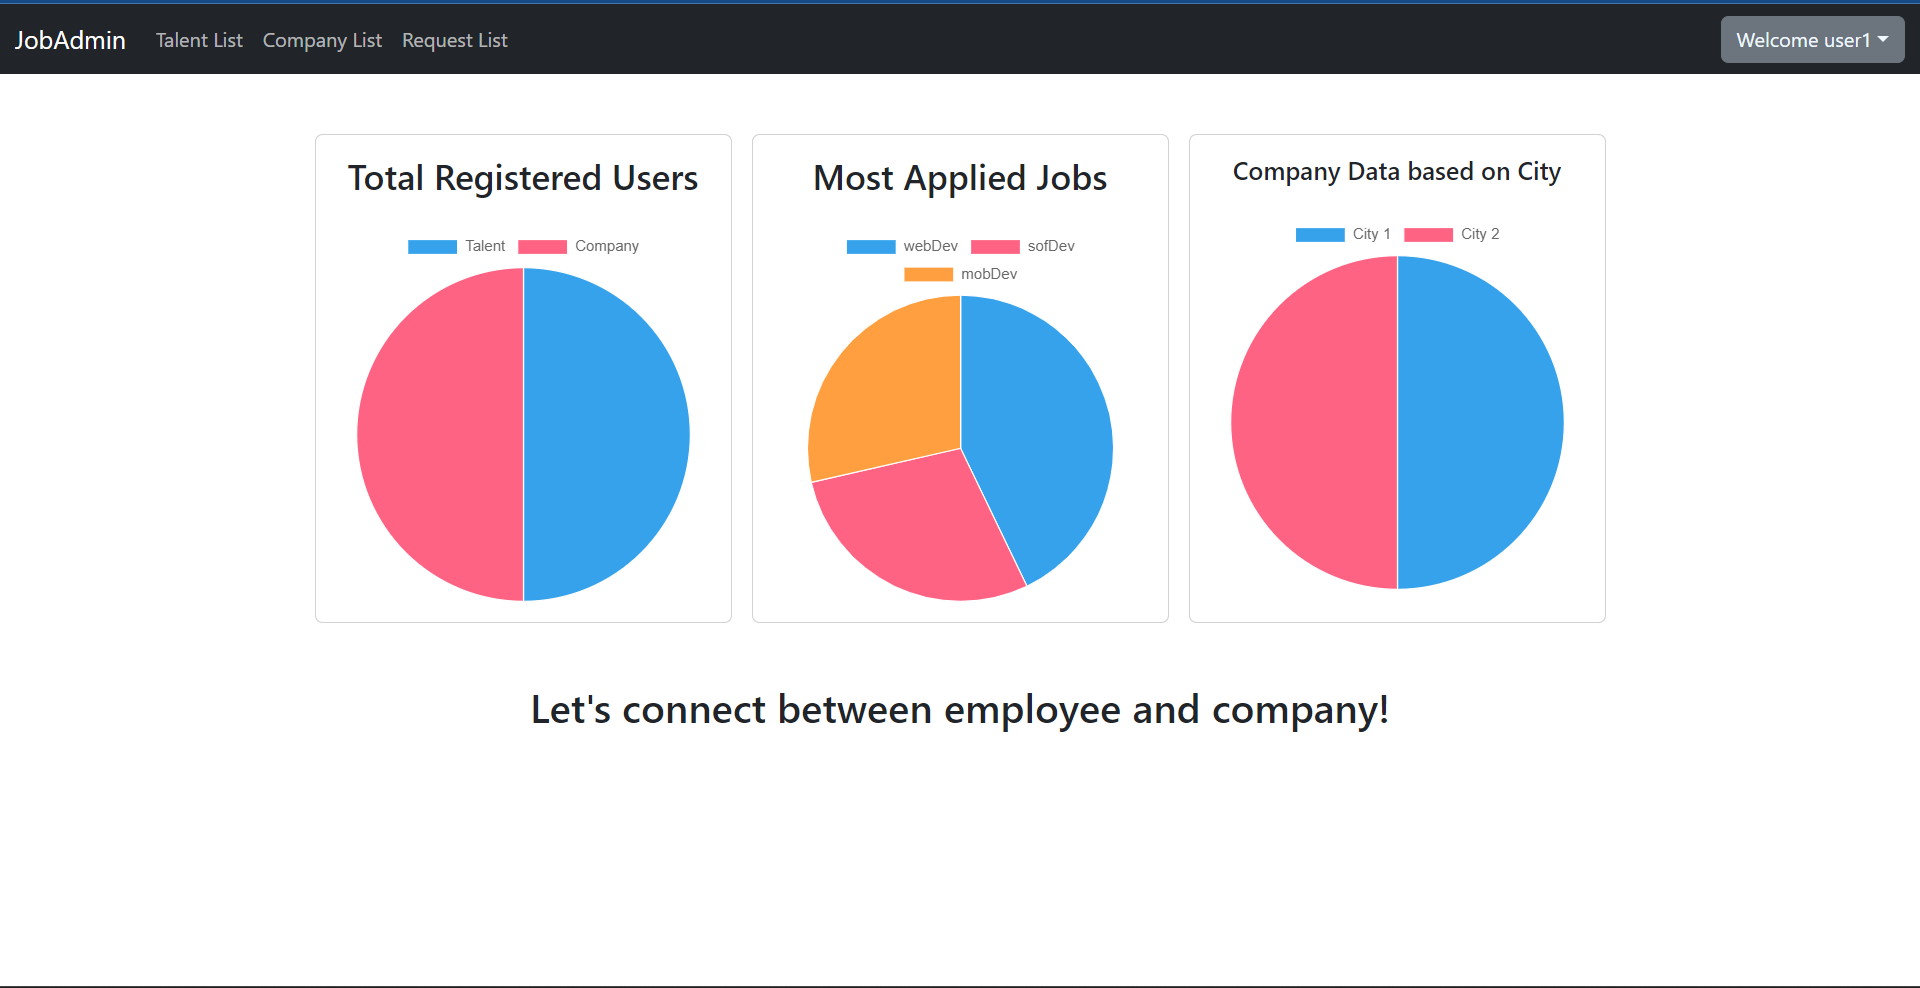 JobAdmin Talent List Company List Request List Welcome user1
Total Registered Users
Talent Company
Most Applied Jobs
webDev sofDev
mobDev
Company Data based on City
City 1 City 2
Let's connect between employee and company!